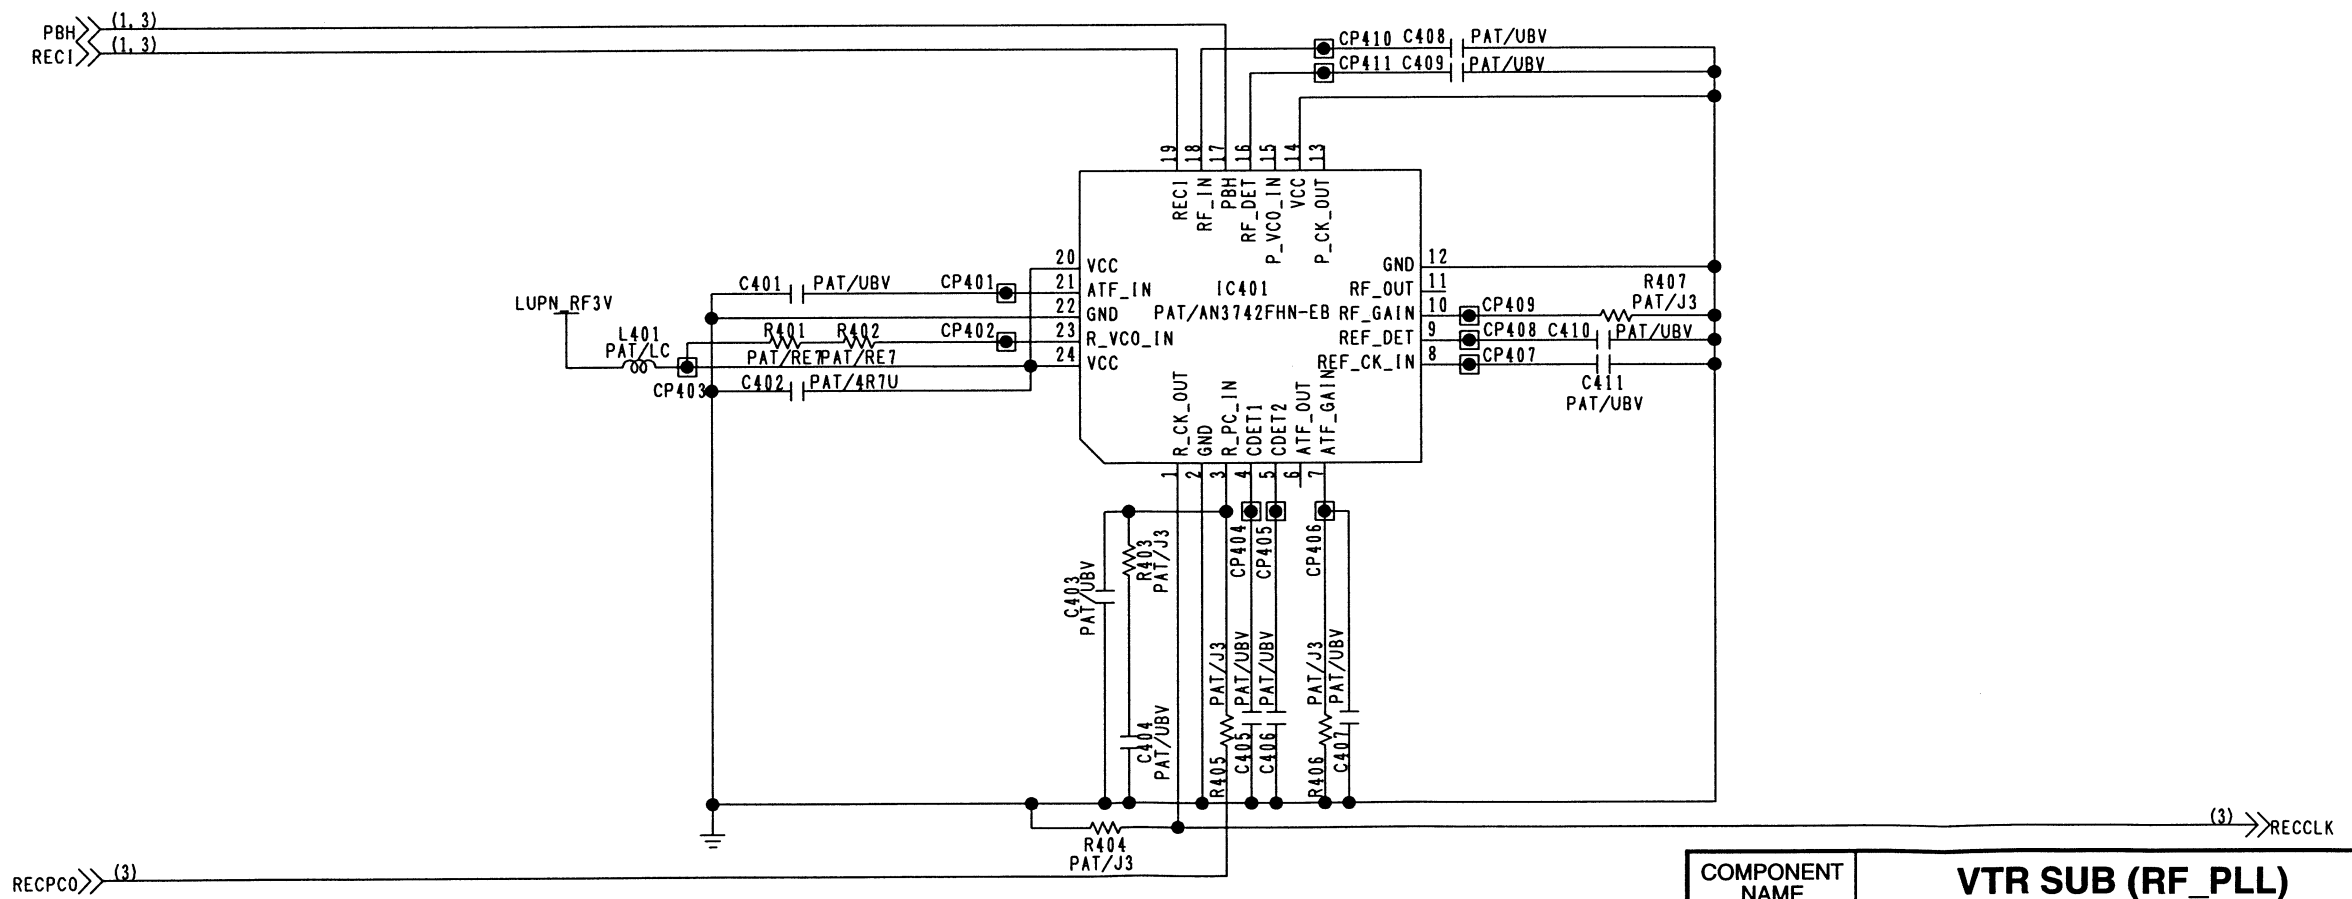 PBH (1, 3)
RECI (1, 3)
CP410 C408 PAT/UBV
CP411 C409 PAT/UBV
19 18 17 16 15 14 13
RECI
RF_IN
PBH
RF_DET
P_VCO_IN
VCC
P_CK_OUT
20 VCC
C401 PAT/UBV CP401 21 ATF_IN
22 GND
R401 R402 CP402 23 R_VCO_IN
PAT/RE7 PAT/RE7 24 VCC
C402 PAT/4R7U
LUPN_RF3V
L401
PAT/LC
CP403
IC401
PAT/AN3742FHN-EB
GND 12
RF_OUT 11
RF_GAIN 10 CP409
R407
PAT/J3
REF_DET 9 CP408 C410 PAT/UBV
REF_CK_IN 8 CP407
C411
PAT/UBV
R_CK_OUT
GND
R_PC_IN
CDET1
CDET2
ATF_OUT
ATF_GAIN
1 2 3 4 5 6 7
C403
PAT/UBV
R403
PAT/J3
CP404
CP405
CP406
C404
PAT/UBV
R405 PAT/J3
C405 PAT/UBV
C406 PAT/UBV
R406 PAT/J3
C407 PAT/UBV
R404
PAT/J3
(3) RECCLK
RECPCO (3)
COMPONENT
NAME
VTR SUB (RF_PLL)